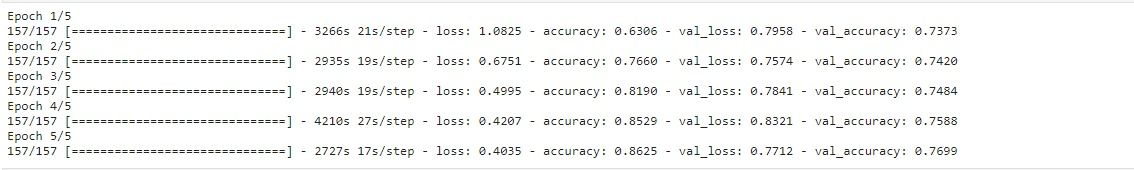 Epoch 1/5
157/157 [==============================] - 3266s 21s/step - loss: 1.0825 - accuracy: 0.6306 - val_loss: 0.7958 - val_accuracy: 0.7373
Epoch 2/5
157/157 [==============================] - 2935s 19s/step - loss: 0.6751 - accuracy: 0.7660 - val_loss: 0.7574 - val_accuracy: 0.7420
Epoch 3/5
157/157 [==============================] - 2940s 19s/step - loss: 0.4995 - accuracy: 0.8190 - val_loss: 0.7841 - val_accuracy: 0.7484
Epoch 4/5
157/157 [==============================] - 4210s 27s/step - loss: 0.4207 - accuracy: 0.8529 - val_loss: 0.8321 - val_accuracy: 0.7588
Epoch 5/5
157/157 [==============================] - 2727s 17s/step - loss: 0.4035 - accuracy: 0.8625 - val_loss: 0.7712 - val_accuracy: 0.7699